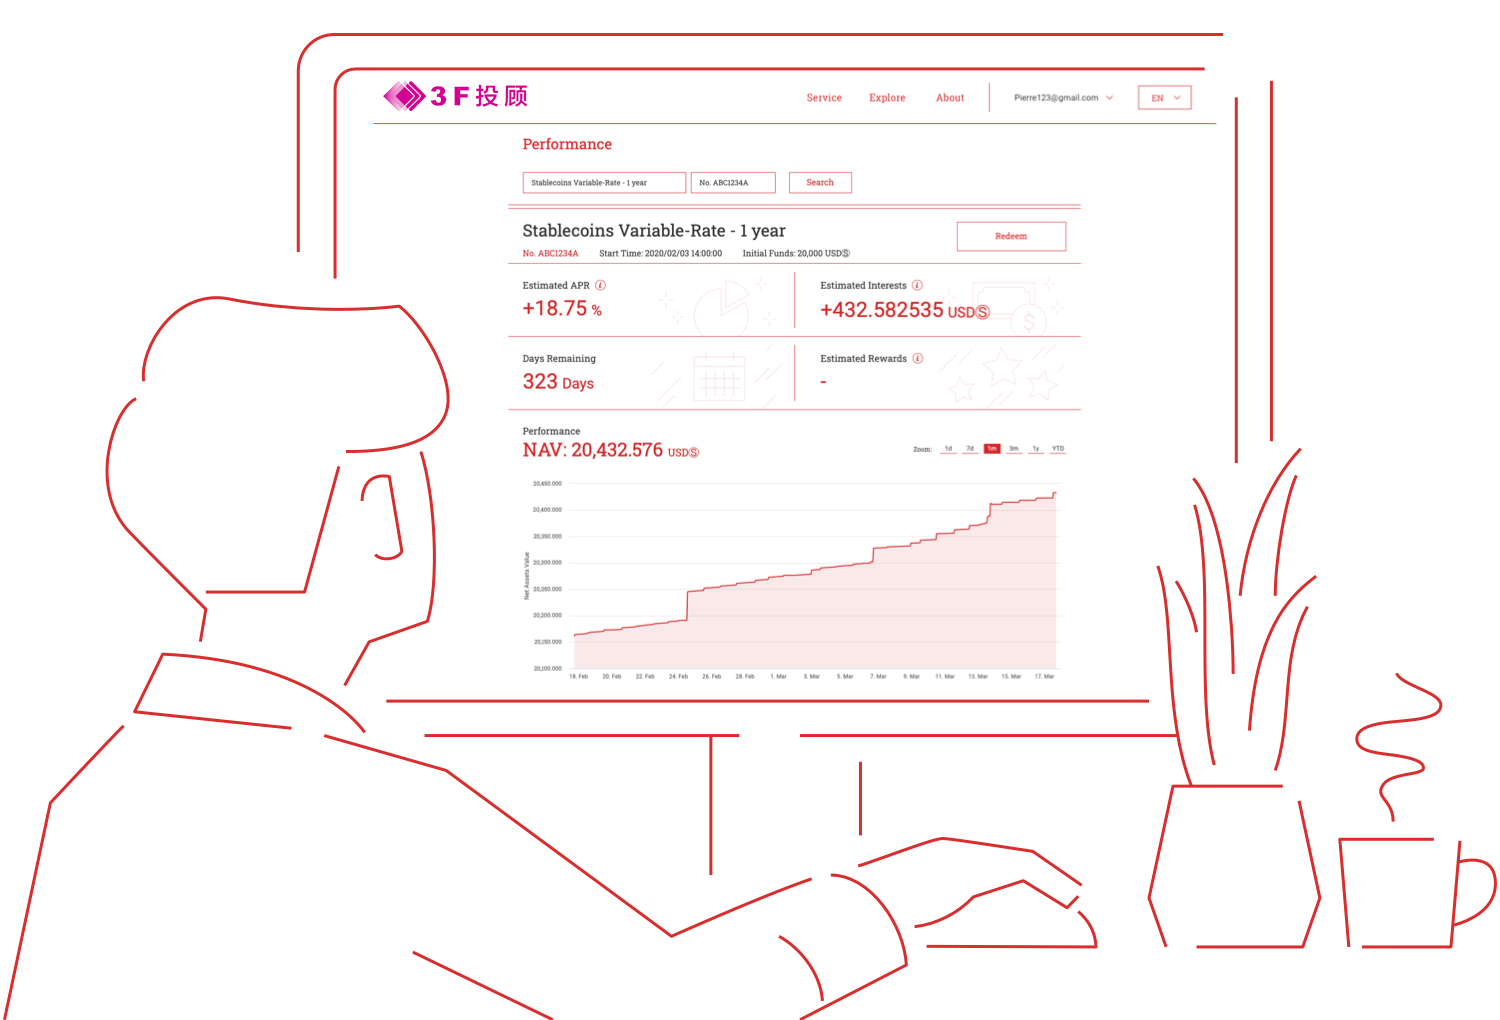 3F投顾
Service Explore About Pierre123@gmail.com EN
Performance
Stablecoins Variable-Rate - 1 year No. ABC1234A Search
Stablecoins Variable-Rate - 1 year
Redeem
No. ABC1234A Start Time: 2020/02/03 14:00:00 Initial Funds: 20,000 USDⓈ
Estimated APR i Estimated Interests i
+18.75 % +432.582535 USDⓈ
$
Days Remaining Estimated Rewards i
323 Days -
Performance
NAV: 20,432.576 USDⓈ
Zoom: 1d 7d 1m 3m 1y YTD
Net Assets Value
20,450.000
20,400.000
20,350.000
20,300.000
20,250.000
20,200.000
20,150.000
20,100.000
18. Feb 20. Feb 22. Feb 24. Feb 26. Feb 28. Feb 1. Mar 3. Mar 5. Mar 7. Mar 9. Mar 11. Mar 13. Mar 15. Mar 17. Mar